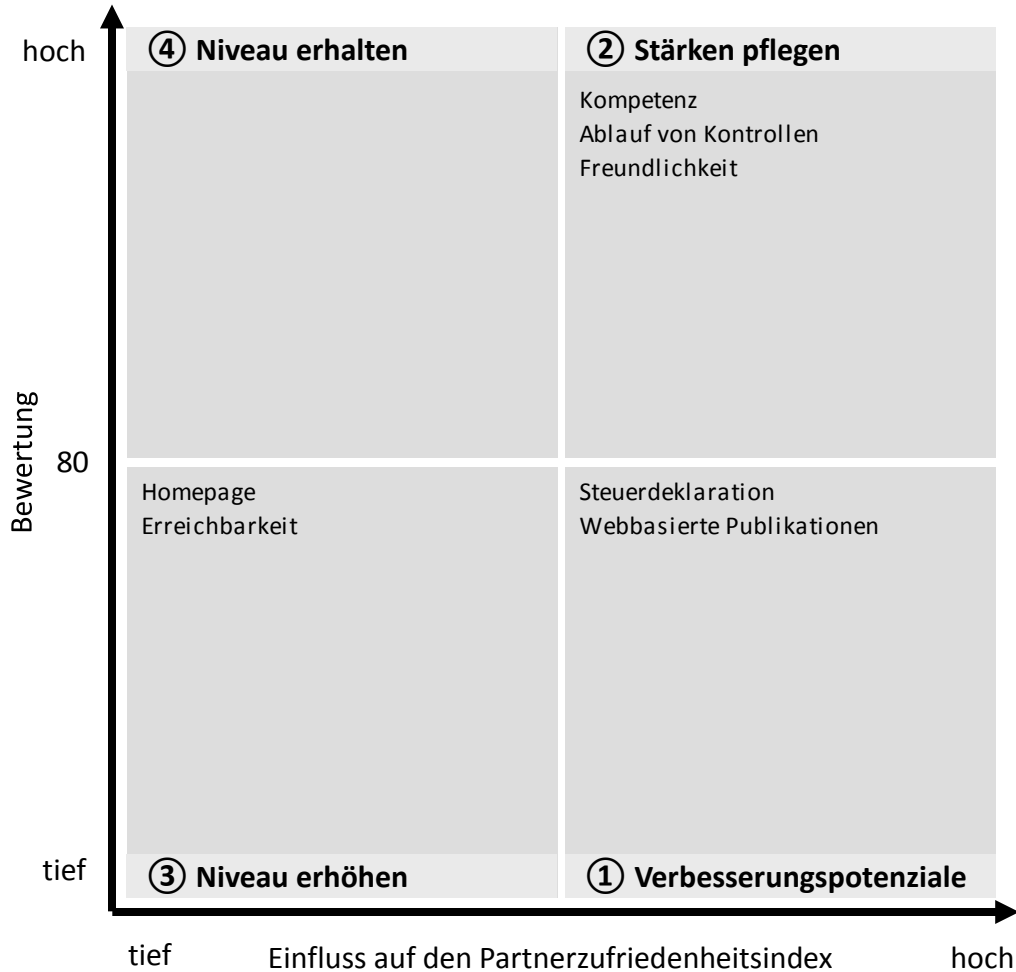 hoch
④ Niveau erhalten
② Stärken pflegen
Kompetenz
Ablauf von Kontrollen
Freundlichkeit
Bewertung
80
Homepage
Erreichbarkeit
Steuerdeklaration
Webbasierte Publikationen
tief
③ Niveau erhöhen
① Verbesserungspotenziale
tief
Einfluss auf den Partnerzufriedenheitsindex
hoch